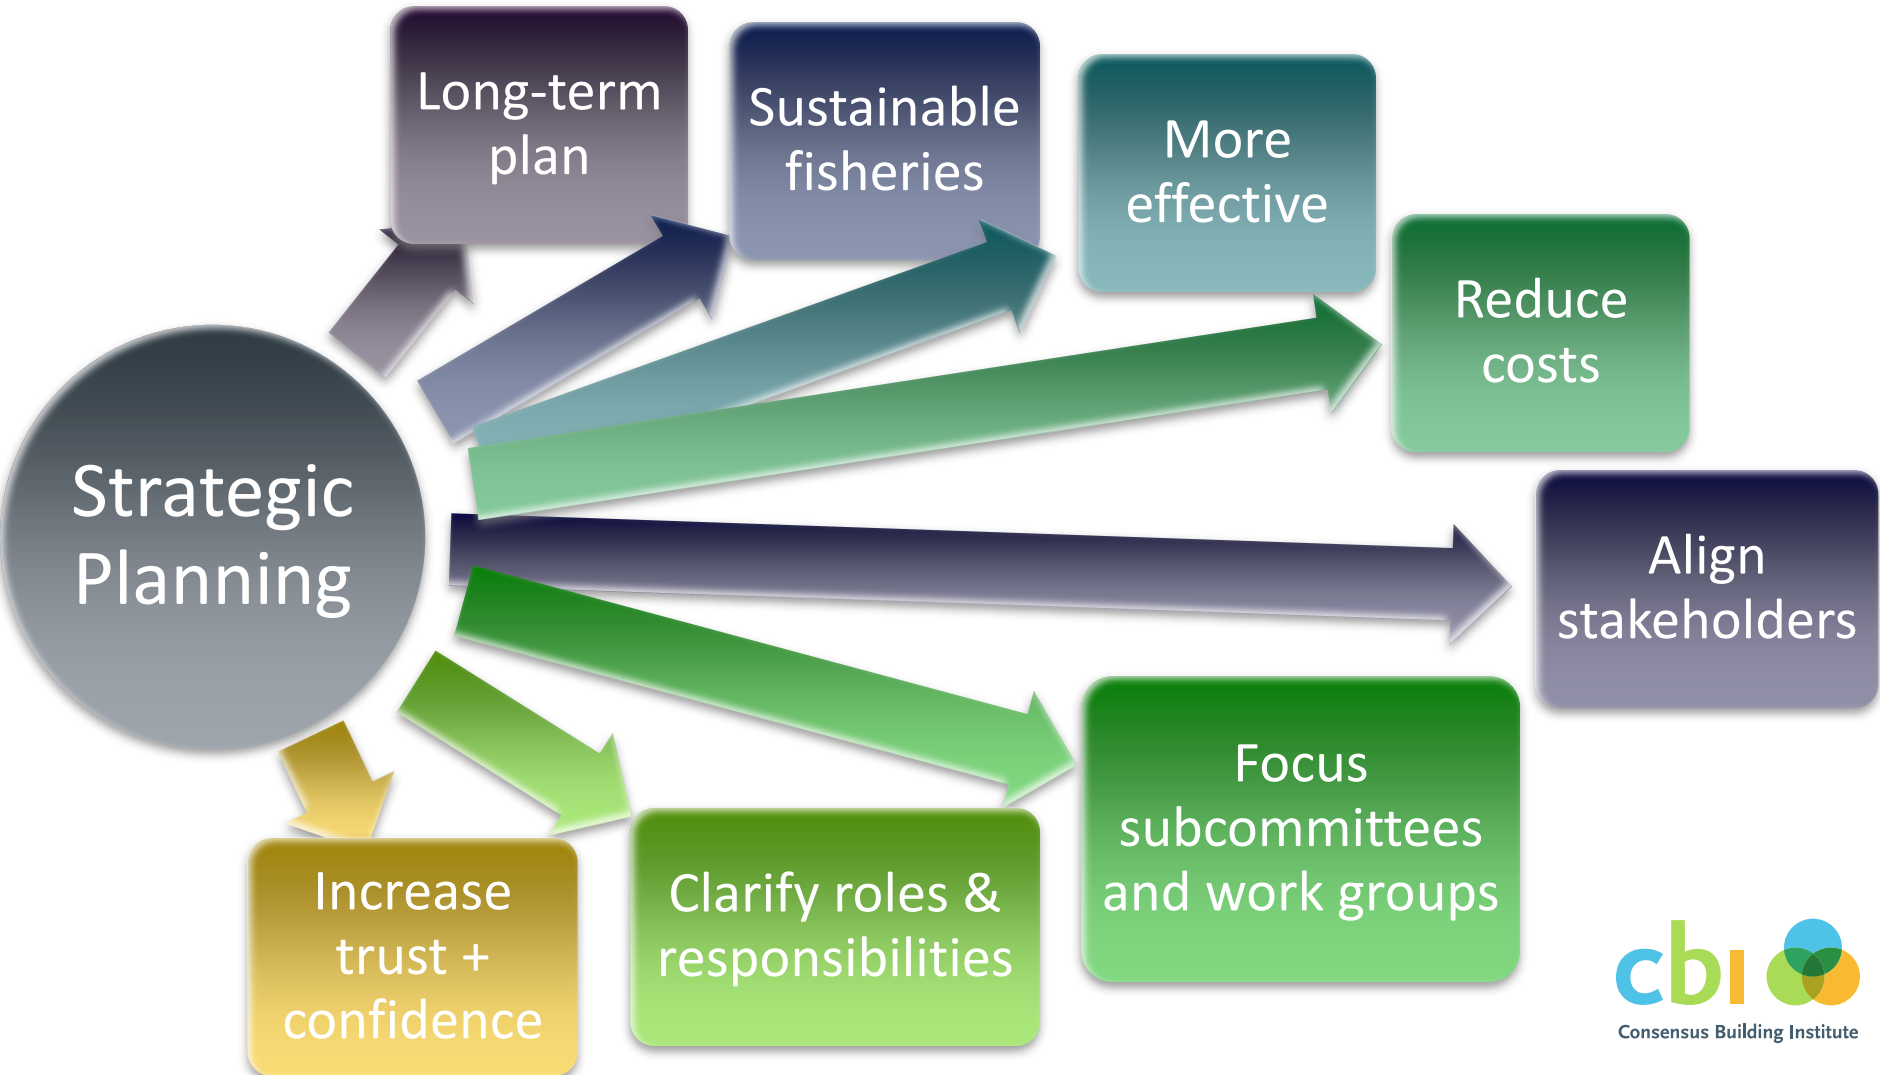 Long-term
plan
Sustainable
fisheries
More
effective
Reduce
costs
Strategic
Planning
Align
stakeholders
Focus
subcommittees
and work groups
Clarify roles &
responsibilities
Increase
trust +
confidence
cbi
Consensus Building Institute